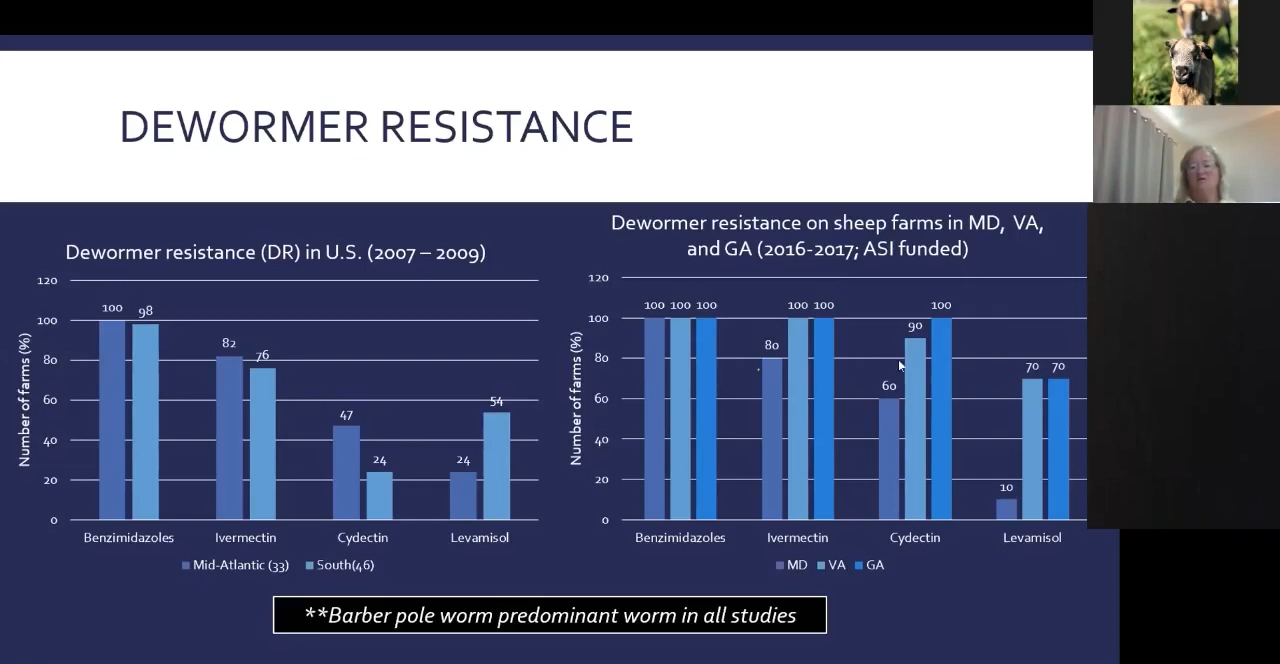 DEWORMER RESISTANCE
Dewormer resistance (DR) in U.S. (2007 – 2009)
Number of farms (%)
120
100
80
60
40
20
0
100
98
82
76
47
24
24
54
Benzimidazoles
Ivermectin
Cydectin
Levamisol
Mid-Atlantic (33)
South(46)
Dewormer resistance on sheep farms in MD, VA,
and GA (2016-2017; ASI funded)
Number of farms (%)
120
100
80
60
40
20
0
100
100
100
80
100
100
60
90
100
10
70
70
Benzimidazoles
Ivermectin
Cydectin
Levamisol
MD
VA
GA
**Barber pole worm predominant worm in all studies